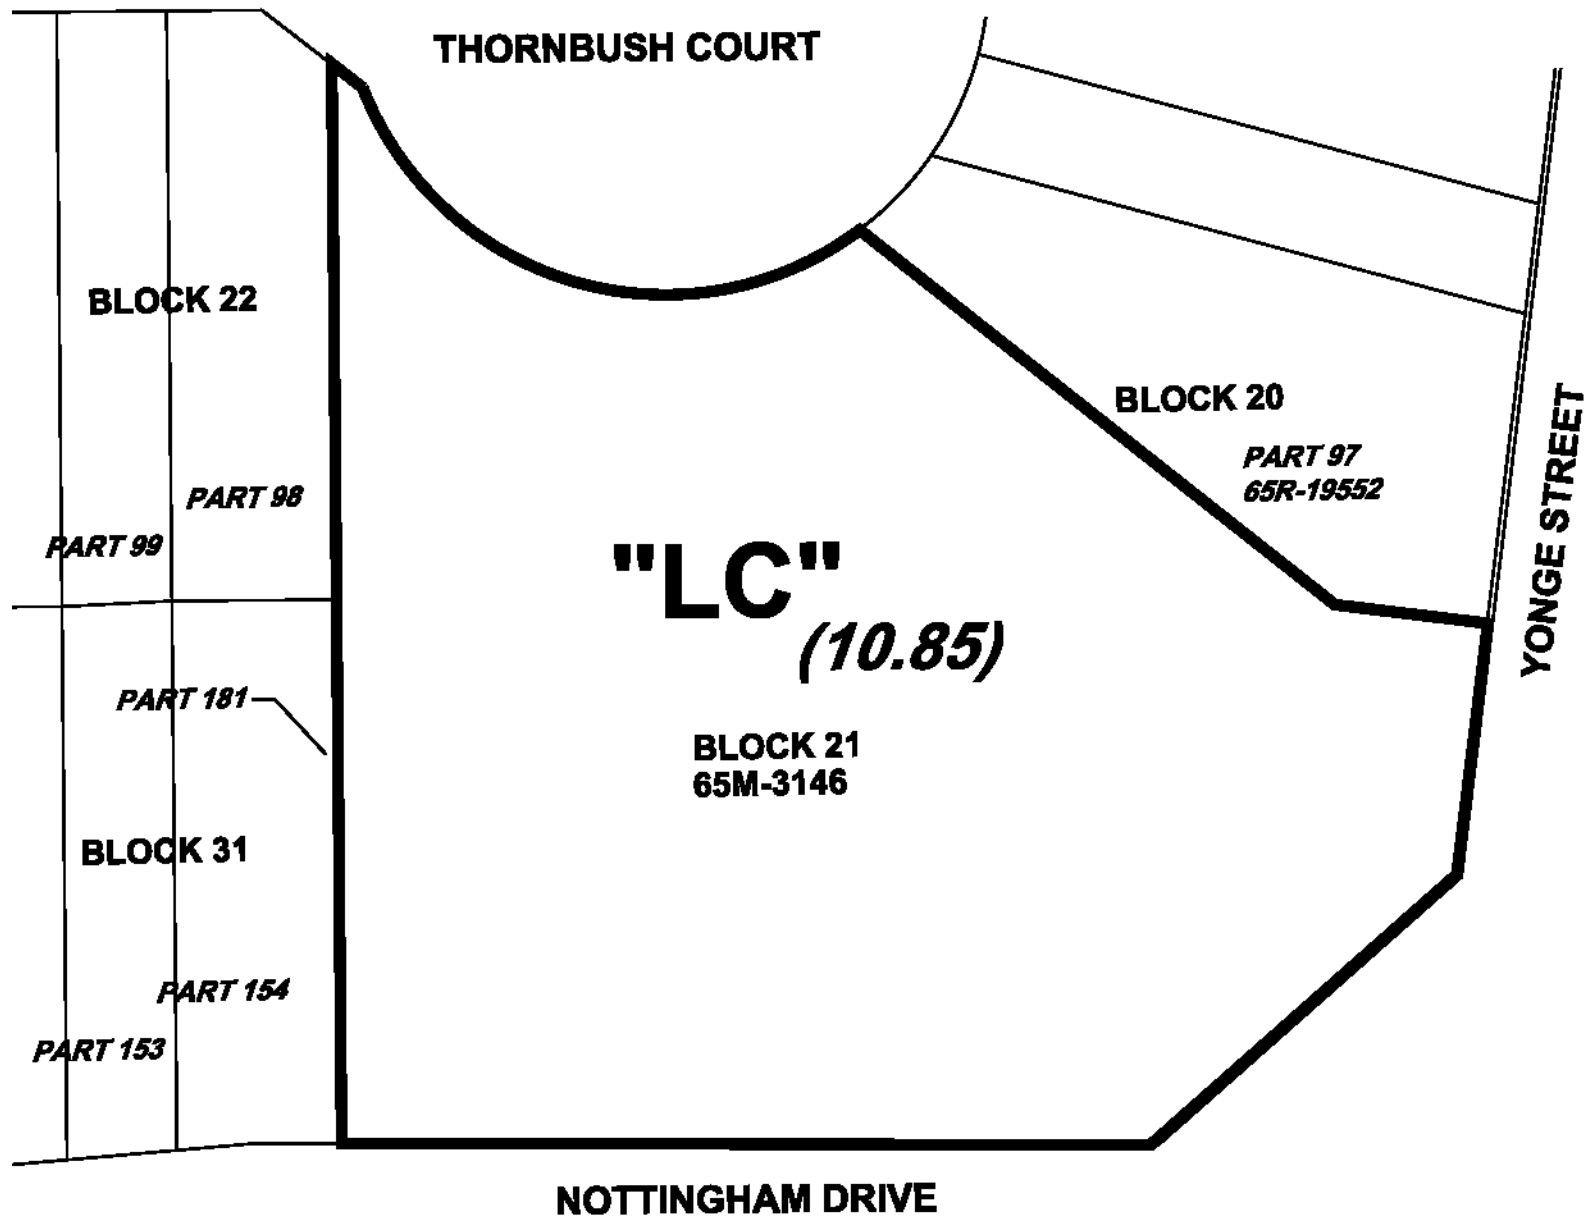 THORNBUSH COURT
BLOCK 22
BLOCK 20
PART 97
65R-19552
YONGE STREET
PART 98
PART 99
"LC"
(10.85)
PART 181
BLOCK 21
65M-3146
BLOCK 31
PART 154
PART 153
NOTTINGHAM DRIVE